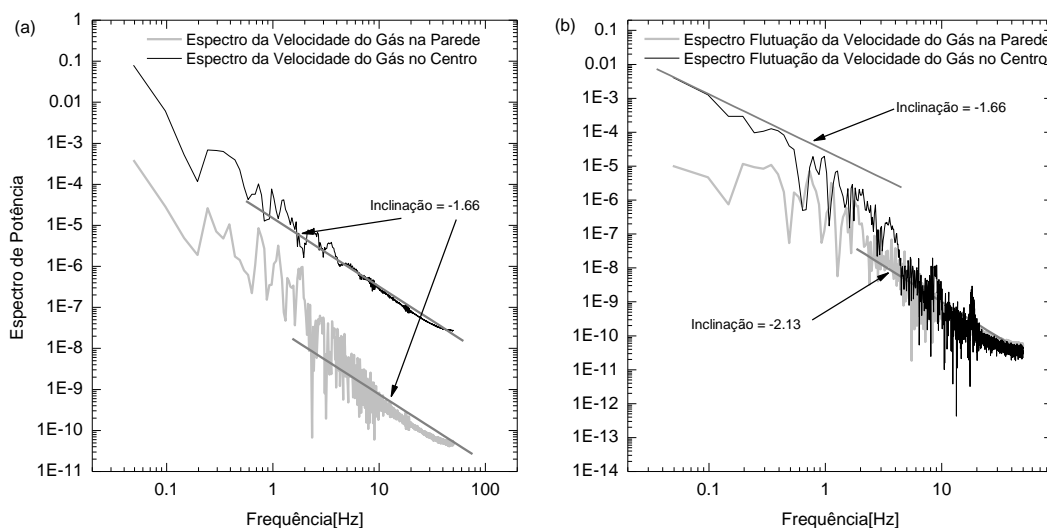 (a)
Espectro da Velocidade do Gás na Parede
Espectro da Velocidade do Gás no Centro
Inclinação = -1.66
Espectro de Potência
0.1
0.01
1E-3
1E-4
1E-5
1E-6
1E-7
1E-8
1E-9
1E-10
1E-11
0.1
1
10
100
Frequência[Hz]
(b)
Espectro Flutuação da Velocidade do Gás na Parede
Espectro Flutuação da Velocidade do Gás no Centro
Inclinação = -1.66
Inclinação = -2.13
0.1
0.01
1E-3
1E-4
1E-5
1E-6
1E-7
1E-8
1E-9
1E-10
1E-11
1E-12
1E-13
1E-14
0.1
1
10
Frequência[Hz]